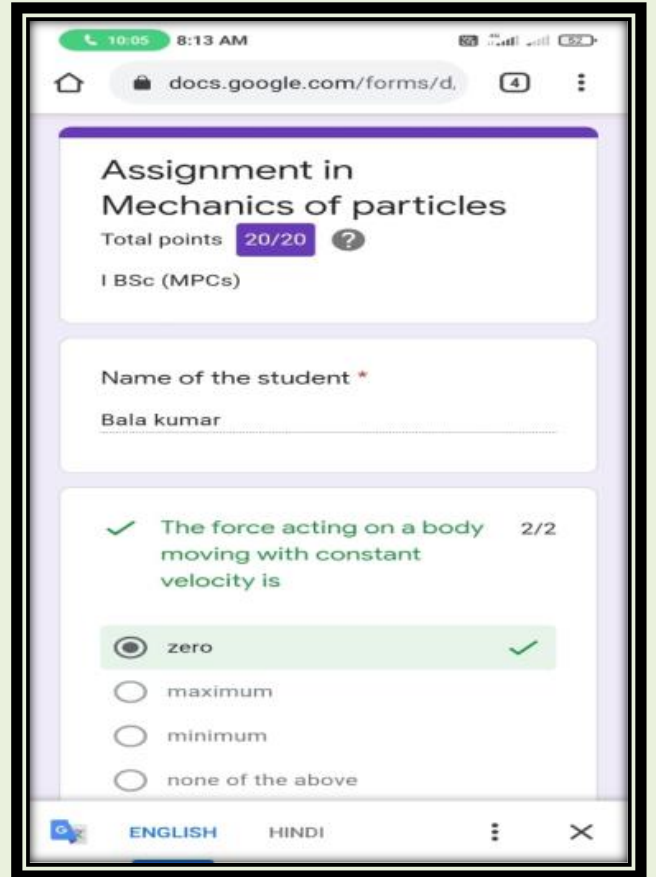 10:05 8:13 AM 52
docs.google.com/forms/d, 4
Assignment in
Mechanics of particles
Total points 20/20 ?
I BSc (MPCs)
Name of the student *
Bala kumar
The force acting on a body 2/2
moving with constant
velocity is
zero
maximum
minimum
none of the above
G ENGLISH HINDI